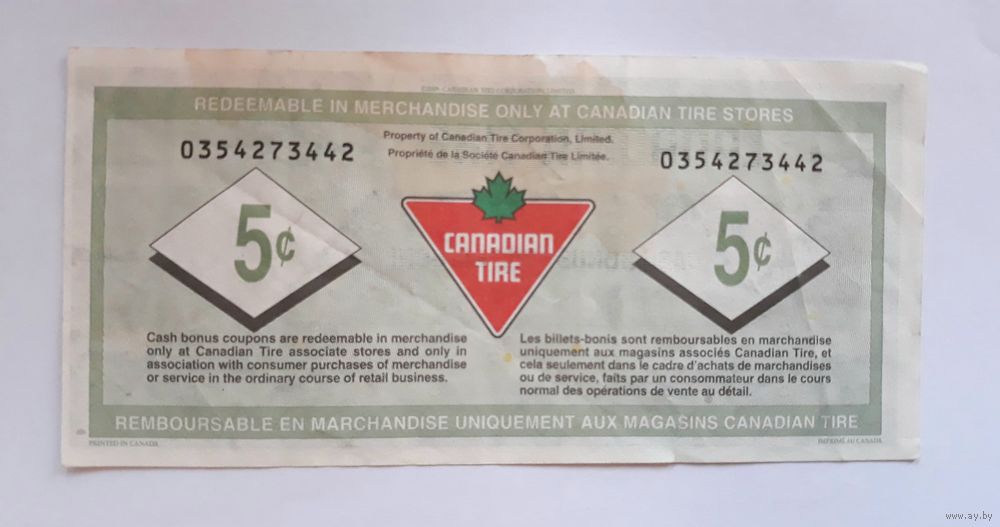 REDEEMABLE IN MERCHANDISE ONLY AT CANADIAN TIRE STORES
Property of Canadian Tire Corporation, Limited.
Propriété de la Société Canadian Tire Limitée.
0354273442
0354273442
5¢
CANADIAN
TIRE
5¢
Cash bonus coupons are redeemable in merchandise
only at Canadian Tire associate stores and only in
association with consumer purchases of merchandise
or service in the ordinary course of retail business.
Les billets-bonis sont remboursables en marchandise
uniquement aux magasins associés Canadian Tire, et
cela seulement dans le cadre d'achats de marchandises
ou de service, faits par un consommateur dans le cours
normal des opérations de vente au détail.
REMBOURSABLE EN MARCHANDISE UNIQUEMENT AUX MAGASINS CANADIAN TIRE
PRINTED IN CANADA
IMPRIMÉ AU CANADA
www.ay.by